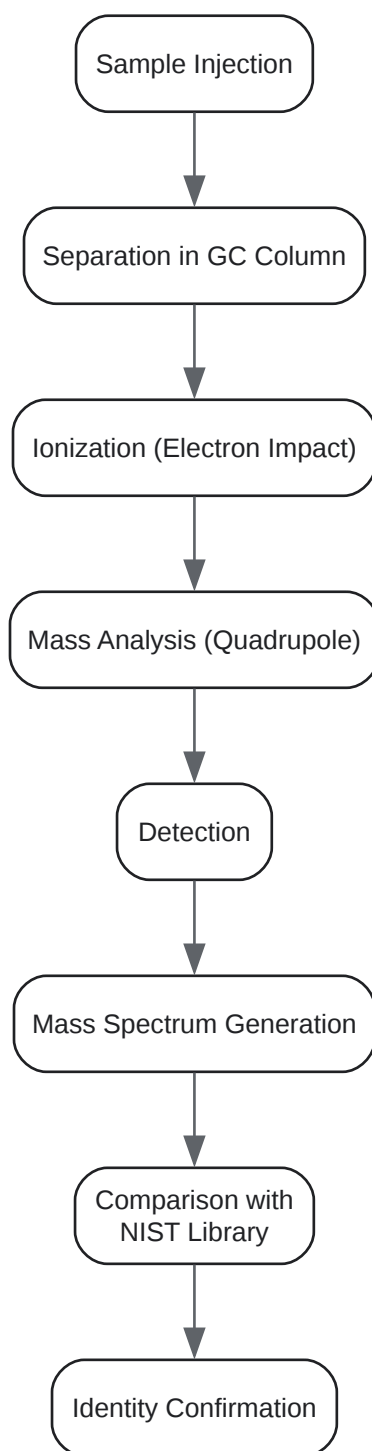 Sample Injection
Separation in GC Column
Ionization (Electron Impact)
Mass Analysis (Quadrupole)
Detection
Mass Spectrum Generation
Comparison with
NIST Library
Identity Confirmation